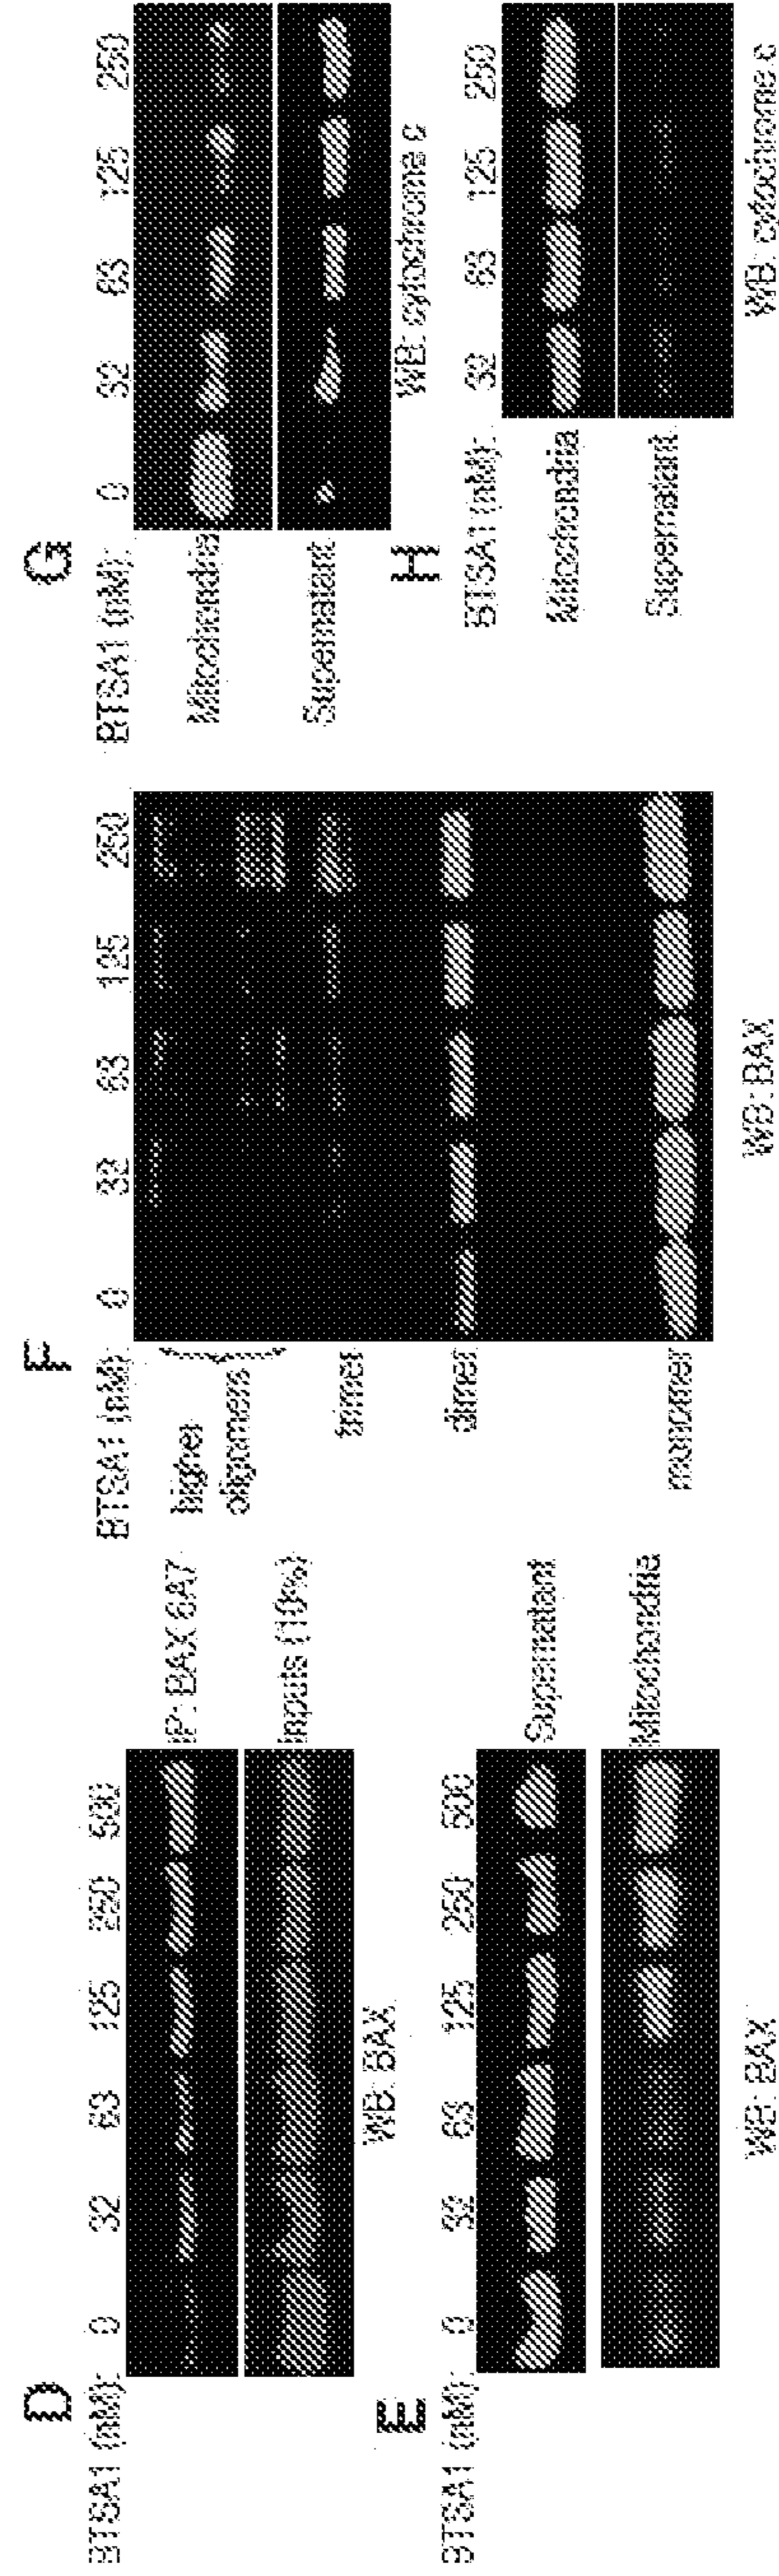 D
BTSA1 (nM): 0 32 63 125 250 500
IP: BAX 6A7
Inputs (10%)
WB: BAX
E
BTSA1 (nM): 0 32 63 125 250 500
Supernatant
Mitochondria
WB: BAX
F
BTSA1 (nM): 0 32 63 125 250
higher
oligomers
trimer
dimer
monomer
WB: BAX
G
BTSA1 (nM): 0 32 63 125 250
Mitochondria
Supernatant
WB: cytochrome c
H
BTSA1 (nM): 32 63 125 250
Mitochondria
Supernatant
WB: cytochrome c